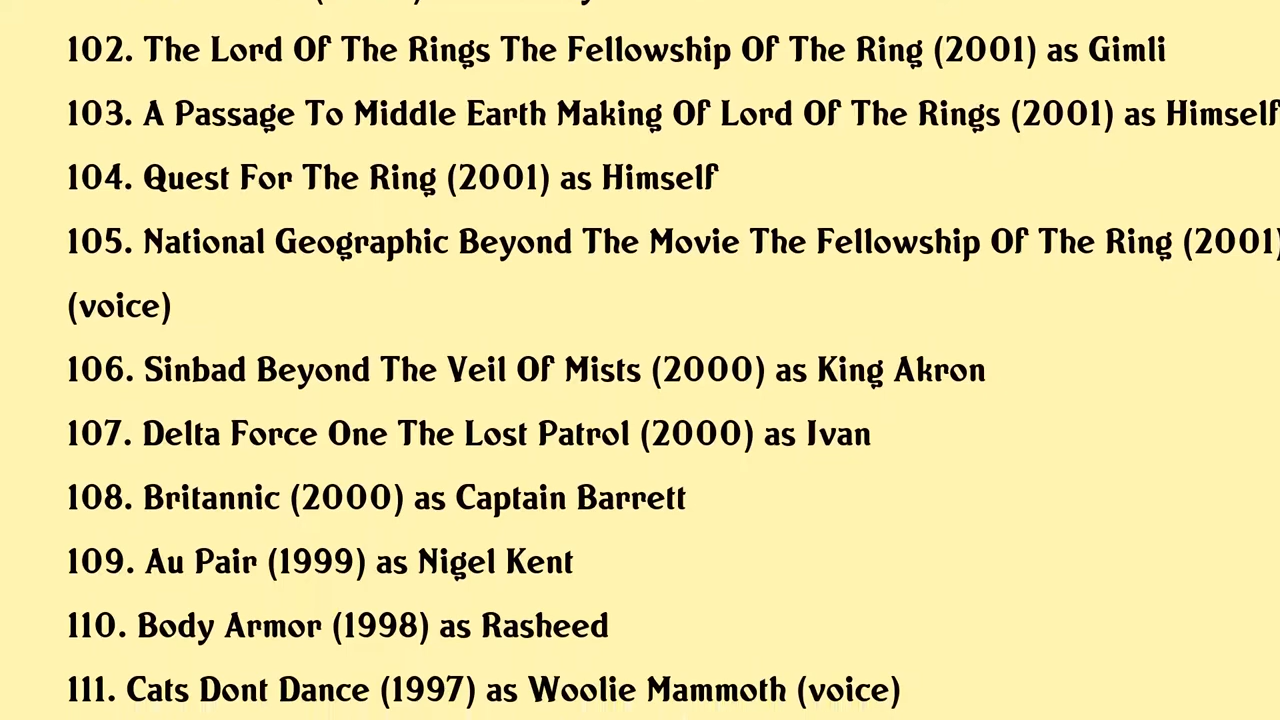 102. The Lord Of The Rings The Fellowship Of The Ring (2001) as Gimli
103. A Passage To Middle Earth Making Of Lord Of The Rings (2001) as Himself
104. Quest For The Ring (2001) as Himself
105. National Geographic Beyond The Movie The Fellowship Of The Ring (2001)
(voice)
106. Sinbad Beyond The Veil Of Mists (2000) as King Akron
107. Delta Force One The Lost Patrol (2000) as Ivan
108. Britannic (2000) as Captain Barrett
109. Au Pair (1999) as Nigel Kent
110. Body Armor (1998) as Rasheed
111. Cats Dont Dance (1997) as Woolie Mammoth (voice)